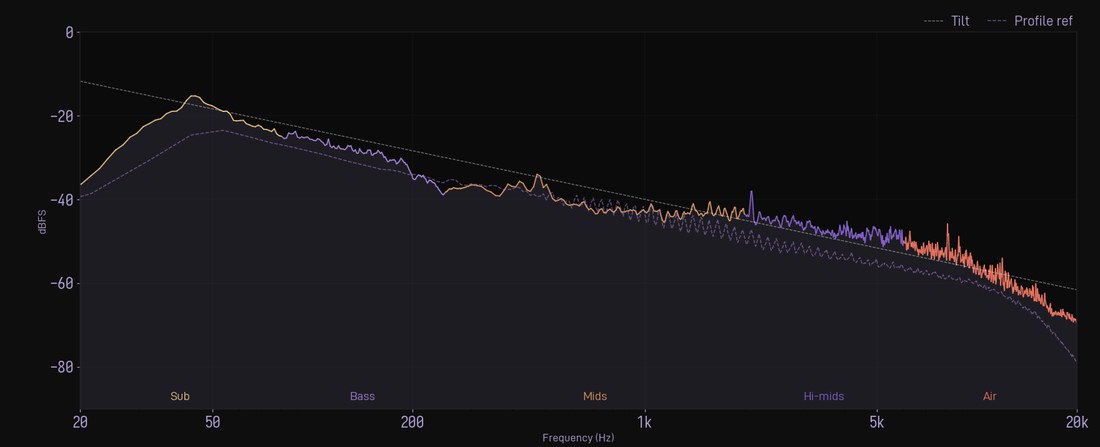 Tilt Profile ref
0
-20
-40
-60
-80
dBFS
Sub Bass Mids Hi-mids Air
20 50 200 1k 5k 20k
Frequency (Hz)